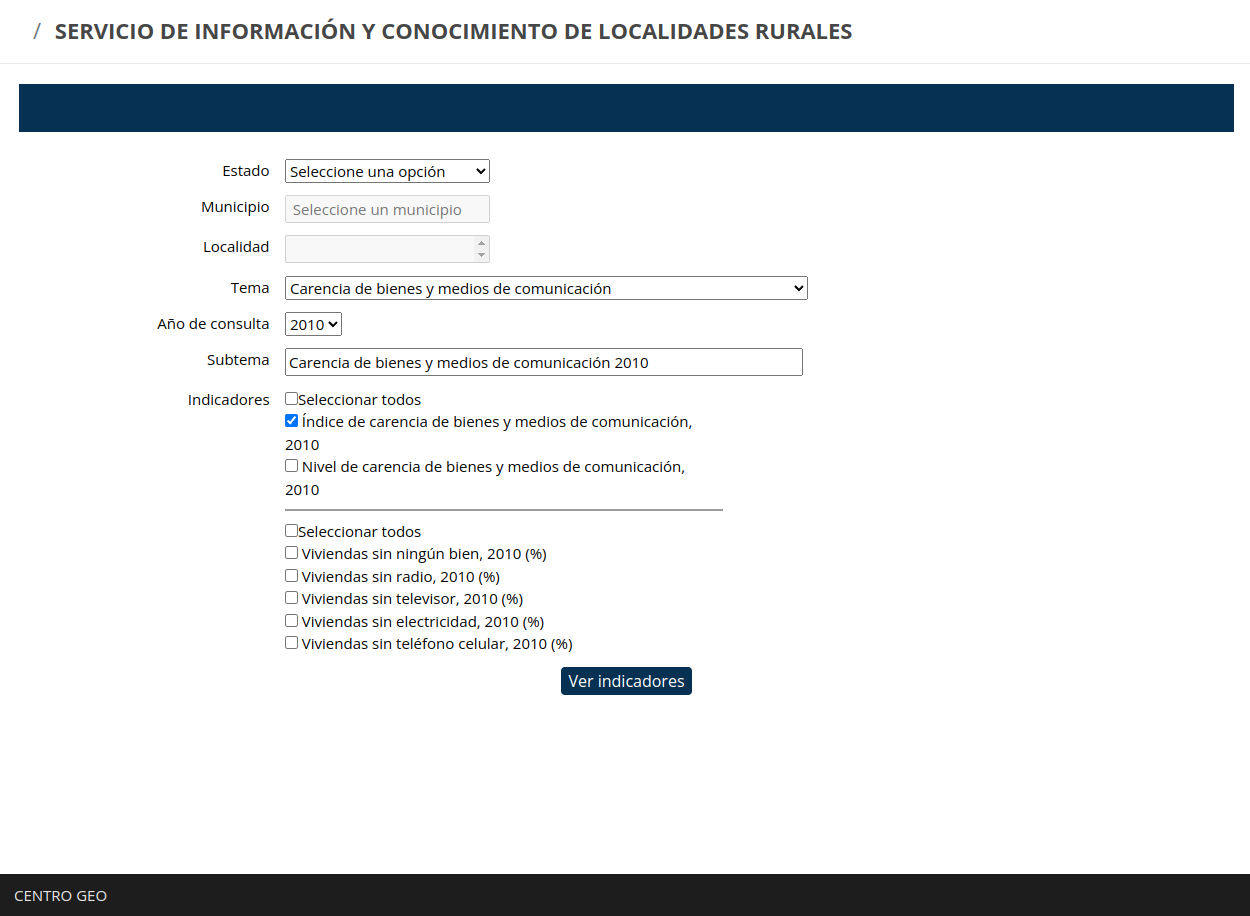 / SERVICIO DE INFORMACIÓN Y CONOCIMIENTO DE LOCALIDADES RURALES
Estado Seleccione una opción
Municipio Seleccione un municipio
Localidad
Tema Carencia de bienes y medios de comunicación
Año de consulta 2010
Subtema Carencia de bienes y medios de comunicación 2010
Indicadores Seleccionar todos
Índice de carencia de bienes y medios de comunicación,
2010
Nivel de carencia de bienes y medios de comunicación,
2010
Seleccionar todos
Viviendas sin ningún bien, 2010 (%)
Viviendas sin radio, 2010 (%)
Viviendas sin televisor, 2010 (%)
Viviendas sin electricidad, 2010 (%)
Viviendas sin teléfono celular, 2010 (%)
Ver indicadores
CENTRO GEO